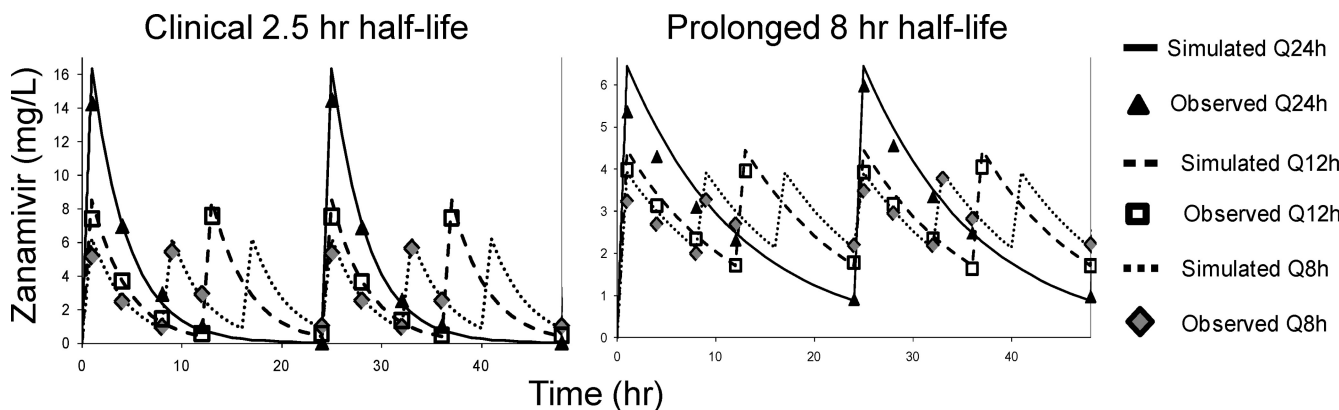 Clinical 2.5 hr half-life
Prolonged 8 hr half-life
Zanamivir (mg/L)
16
14
12
10
8
6
4
2
0
0
10
20
30
40
6
5
4
3
2
1
0
0
10
20
30
40
Time (hr)
Simulated Q24h
Observed Q24h
Simulated Q12h
Observed Q12h
Simulated Q8h
Observed Q8h